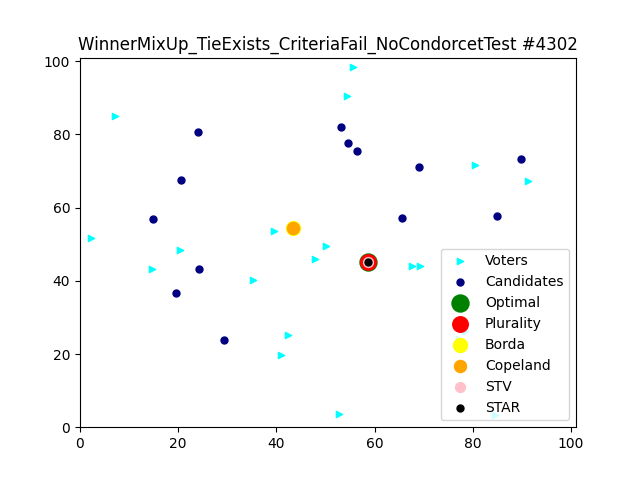 WinnerMixUp_TieExists_CriteriaFail_NoCondorcetTest #4302
100
80
60
40
20
0
0 20 40 60 80 100
Voters
Candidates
Optimal
Plurality
Borda
Copeland
STV
STAR